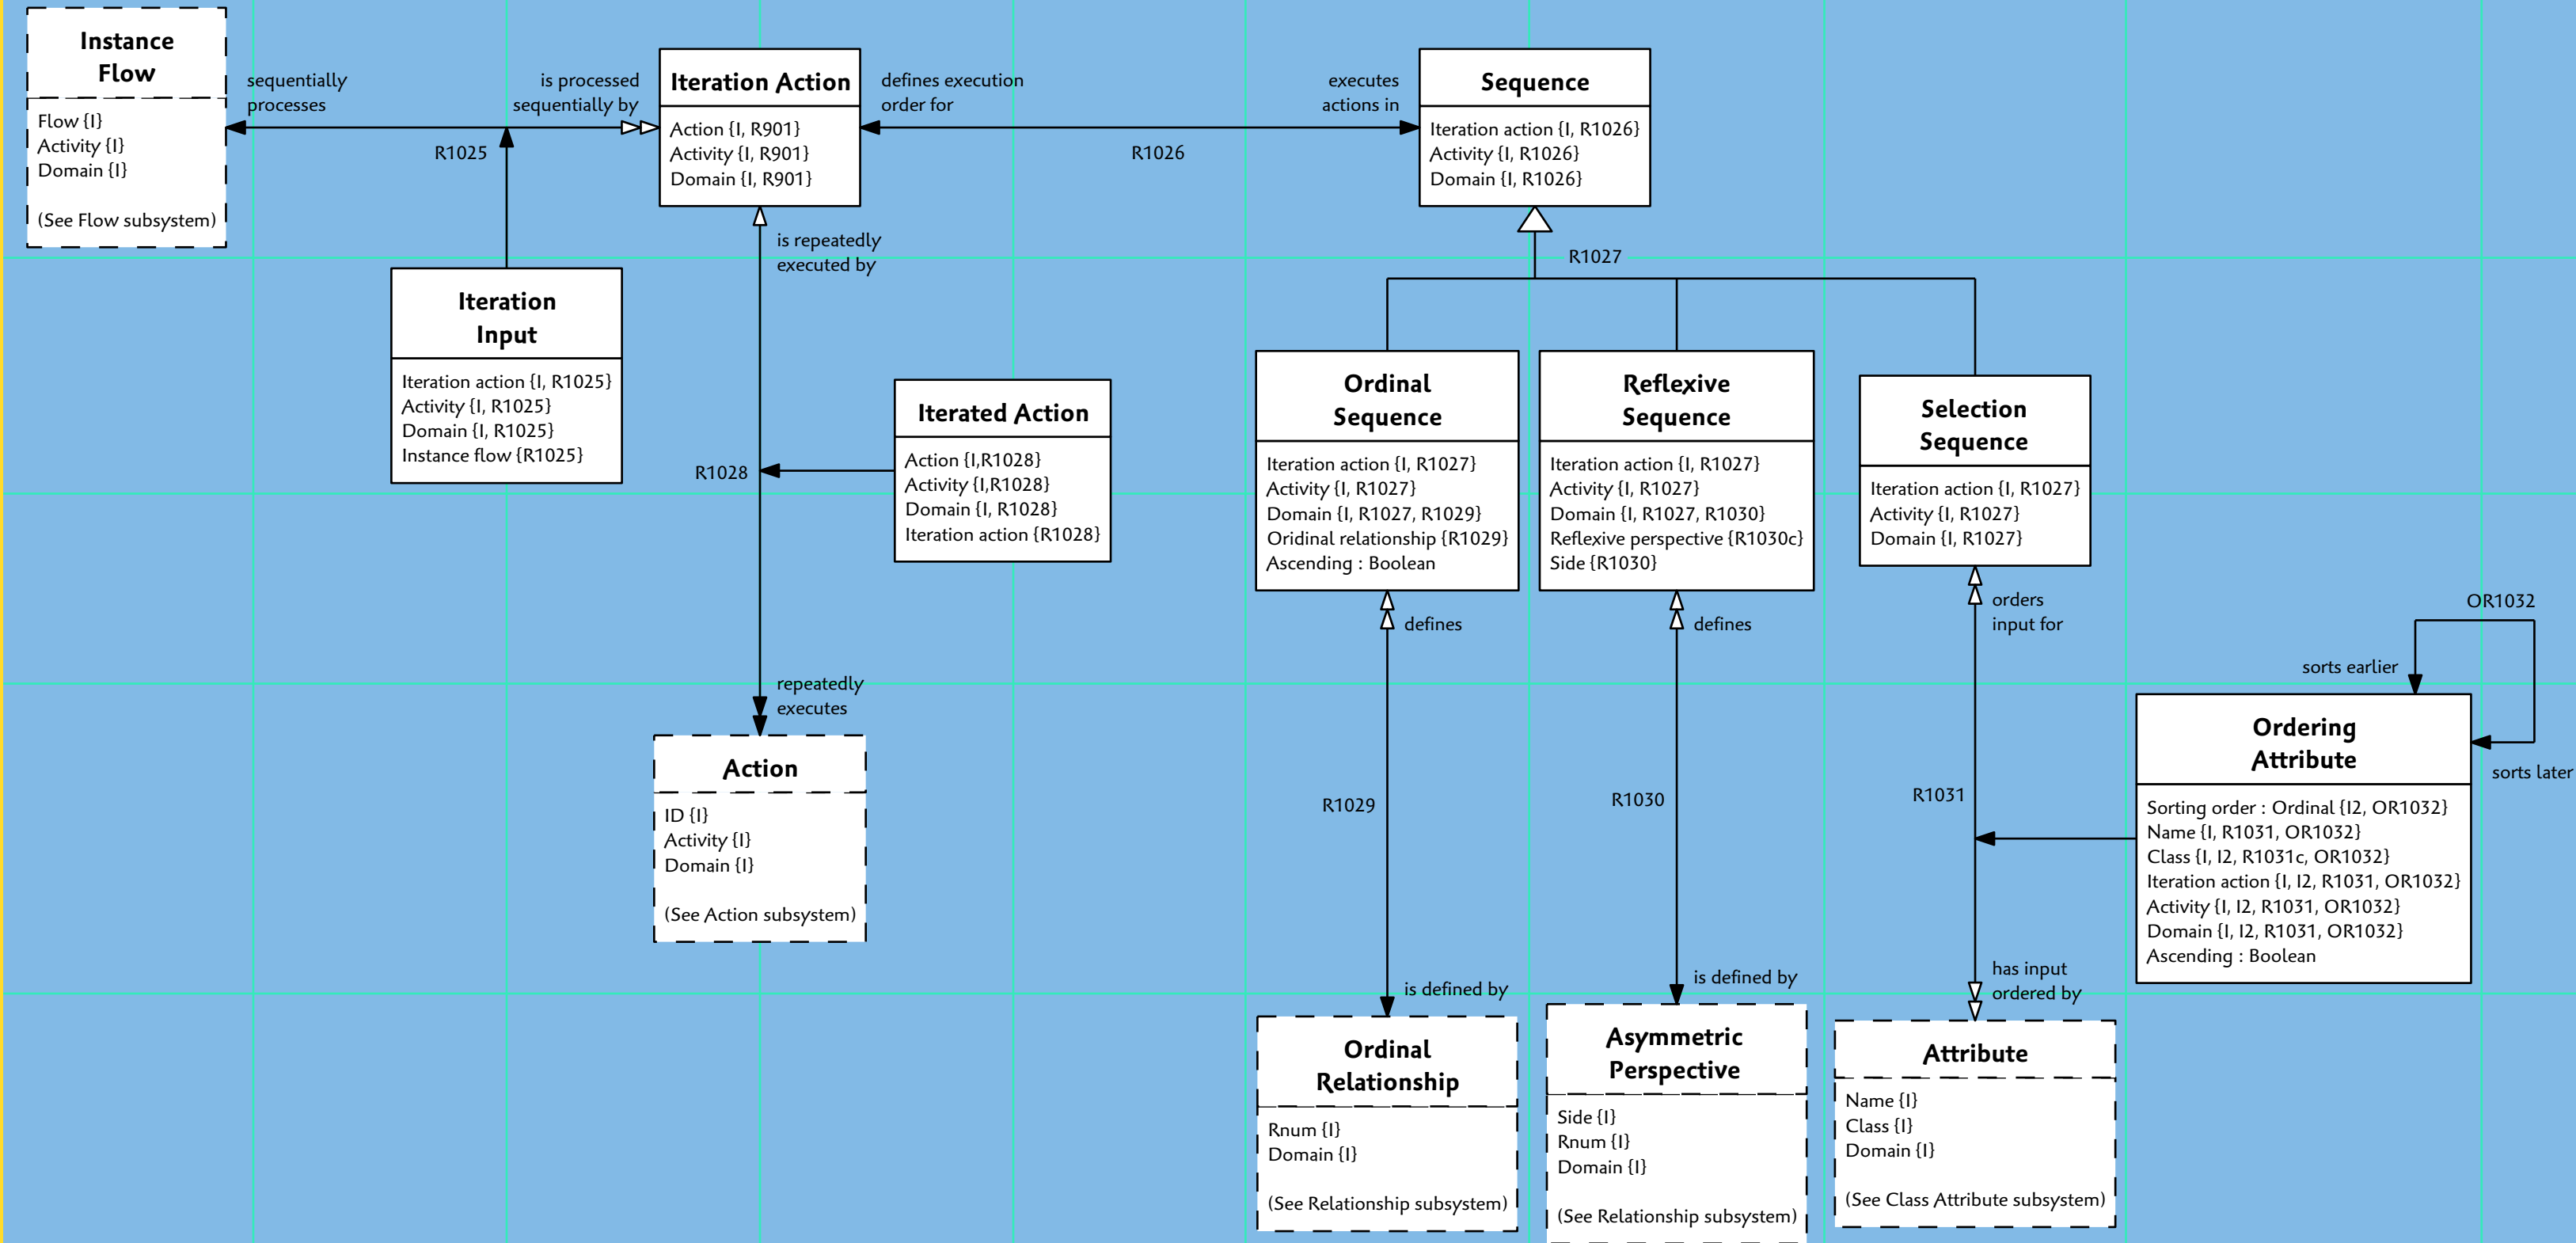 Instance
Flow
Flow {I}
Activity {I}
Domain {I}
(See Flow subsystem)
sequentially
processes
is processed
sequentially by
R1025
Iteration Action
Action {I, R901}
Activity {I, R901}
Domain {I, R901}
defines execution
order for
R1026
executes
actions in
Sequence
Iteration action {I, R1026}
Activity {I, R1026}
Domain {I, R1026}
is repeatedly
executed by
R1027
Iteration
Input
Iteration action {I, R1025}
Activity {I, R1025}
Domain {I, R1025}
Instance flow {R1025}
Iterated Action
Action {I,R1028}
Activity {I,R1028}
Domain {I, R1028}
Iteration action {R1028}
R1028
Ordinal
Sequence
Iteration action {I, R1027}
Activity {I, R1027}
Domain {I, R1027, R1029}
Oridinal relationship {R1029}
Ascending : Boolean
Reflexive
Sequence
Iteration action {I, R1027}
Activity {I, R1027}
Domain {I, R1027, R1030}
Reflexive perspective {R1030c}
Side {R1030}
Selection
Sequence
Iteration action {I, R1027}
Activity {I, R1027}
Domain {I, R1027}
defines
defines
orders
input for
OR1032
sorts earlier
sorts later
repeatedly
executes
Action
ID {I}
Activity {I}
Domain {I}
(See Action subsystem)
R1029
R1030
R1031
Ordering
Attribute
Sorting order : Ordinal {I2, OR1032}
Name {I, R1031, OR1032}
Class {I, I2, R1031c, OR1032}
Iteration action {I, I2, R1031, OR1032}
Activity {I, I2, R1031, OR1032}
Domain {I, I2, R1031, OR1032}
Ascending : Boolean
is defined by
is defined by
has input
ordered by
Ordinal
Relationship
Rnum {I}
Domain {I}
(See Relationship subsystem)
Asymmetric
Perspective
Side {I}
Rnum {I}
Domain {I}
(See Relationship subsystem)
Attribute
Name {I}
Class {I}
Domain {I}
(See Class Attribute subsystem)